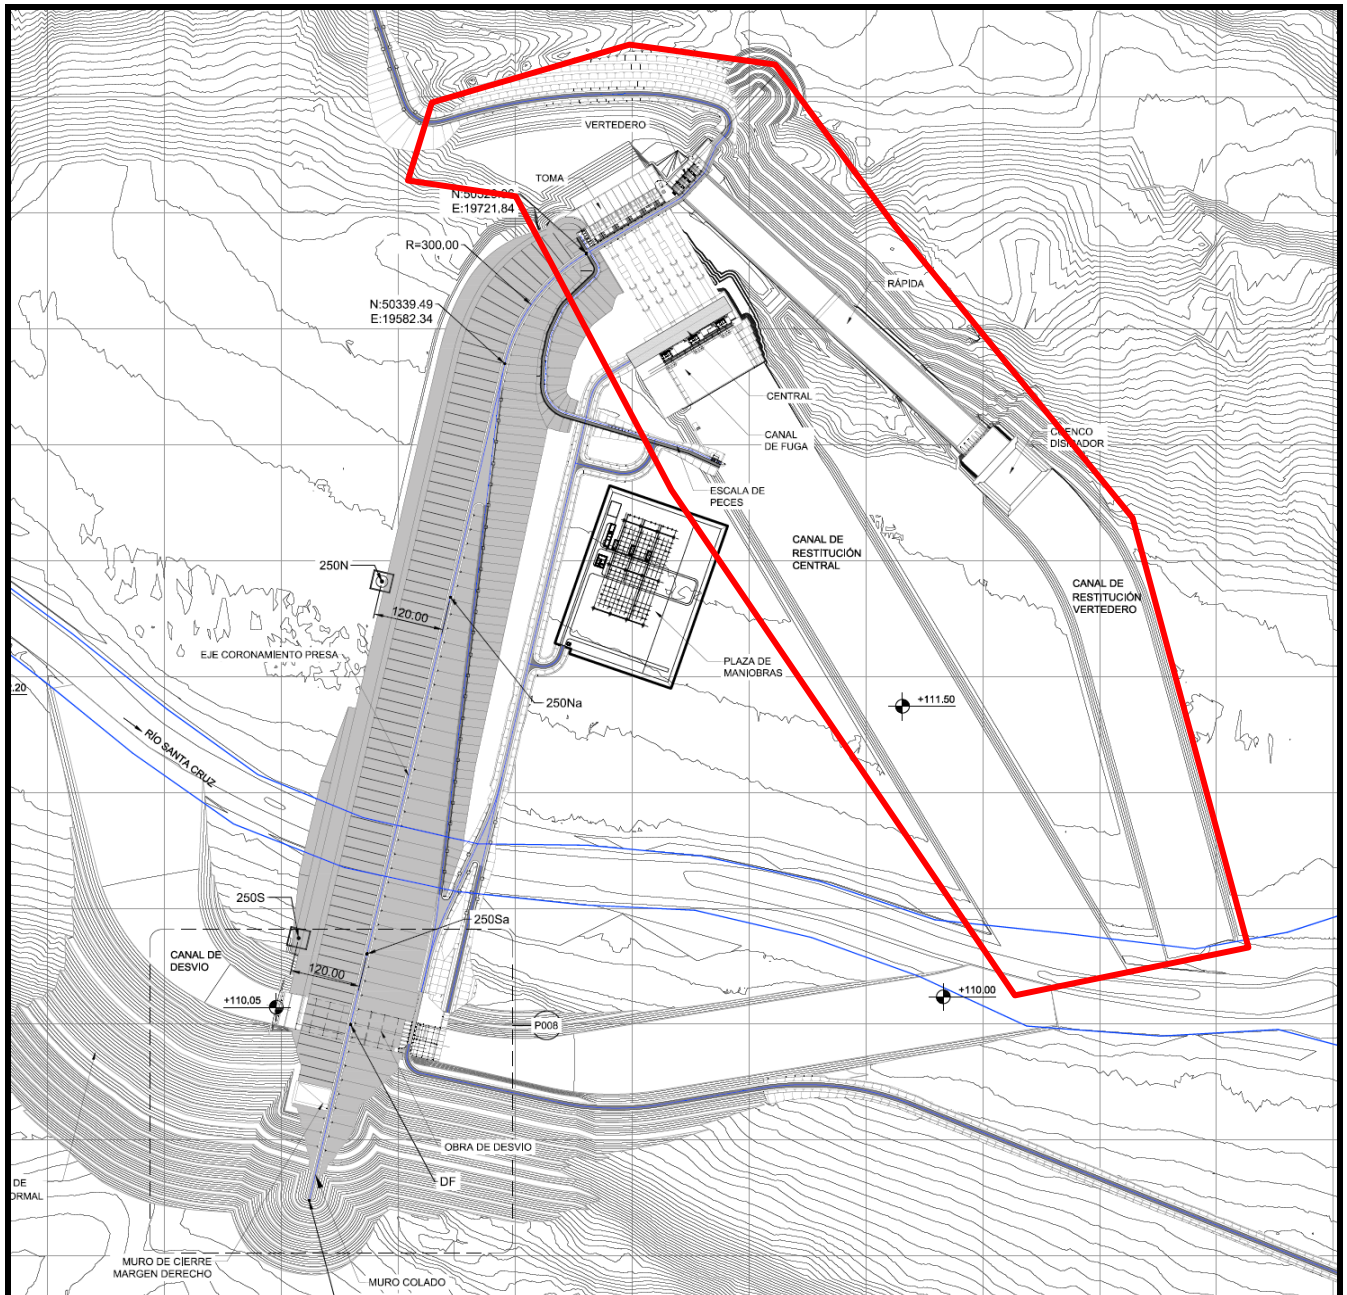 VERTEDERO
TOMA
E:19721.84
R=300,00
N:50339.49
E:19582.34
RÁPIDA
CENTRAL
CANAL
DE FUGA
DISIPADOR
ESCALA DE
PECES
CANAL DE
RESTITUCIÓN
CENTRAL
250N
120.00
CANAL DE
RESTITUCIÓN
VERTEDERO
EJE CORONAMIENTO PRESA
PLAZA DE
MANIOBRAS
.20
250Na
+111.50
RÍO SANTA CRUZ
250S
250Sa
CANAL DE
DESVIO
120.00
+110.05
+110.00
P008
OBRA DE DESVÍO
DF
DE
ORMAL
MURO DE CIERRE
MARGEN DERECHO
MURO COLADO